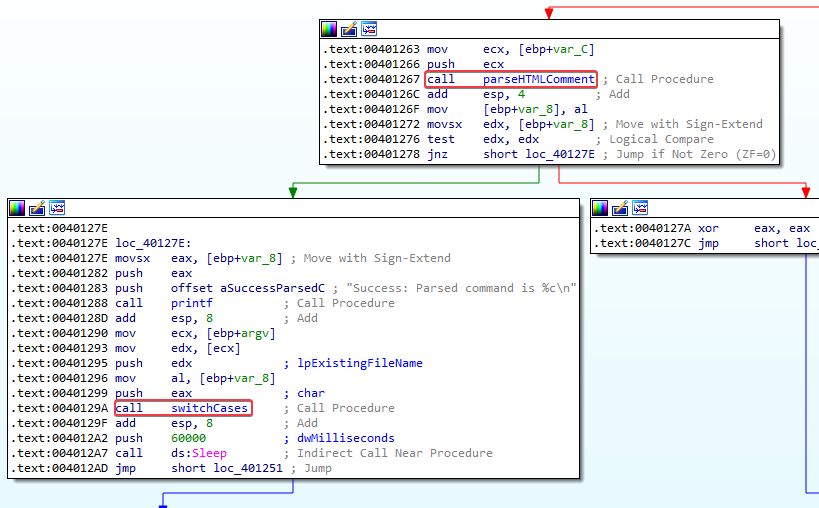 .text:00401263 mov ecx, [ebp+var_C]
.text:00401266 push ecx
.text:00401267 call parseHTMLComment ; Call Procedure
.text:0040126C add esp, 4 ; Add
.text:0040126F mov [ebp+var_8], al
.text:00401272 movsx edx, [ebp+var_8] ; Move with Sign-Extend
.text:00401276 test edx, edx ; Logical Compare
.text:00401278 jnz short loc_40127E ; Jump if Not Zero (ZF=0)
.text:0040127E
.text:0040127E loc_40127E:
.text:0040127E movsx eax, [ebp+var_8] ; Move with Sign-Extend
.text:00401282 push eax
.text:00401283 push offset aSuccessParsedC ; "Success: Parsed command is %c\n"
.text:00401288 call printf ; Call Procedure
.text:0040128D add esp, 8 ; Add
.text:00401290 mov ecx, [ebp+argv]
.text:00401293 mov edx, [ecx]
.text:00401295 push edx ; lpExistingFileName
.text:00401296 mov al, [ebp+var_8]
.text:00401299 push eax ; char
.text:0040129A call switchCases ; Call Procedure
.text:0040129F add esp, 8 ; Add
.text:004012A2 push 60000 ; dwMilliseconds
.text:004012A7 call ds:Sleep ; Indirect Call Near Procedure
.text:004012AD jmp short loc_401251 ; Jump
.text:0040127A xor eax, eax
.text:0040127C jmp short loc_